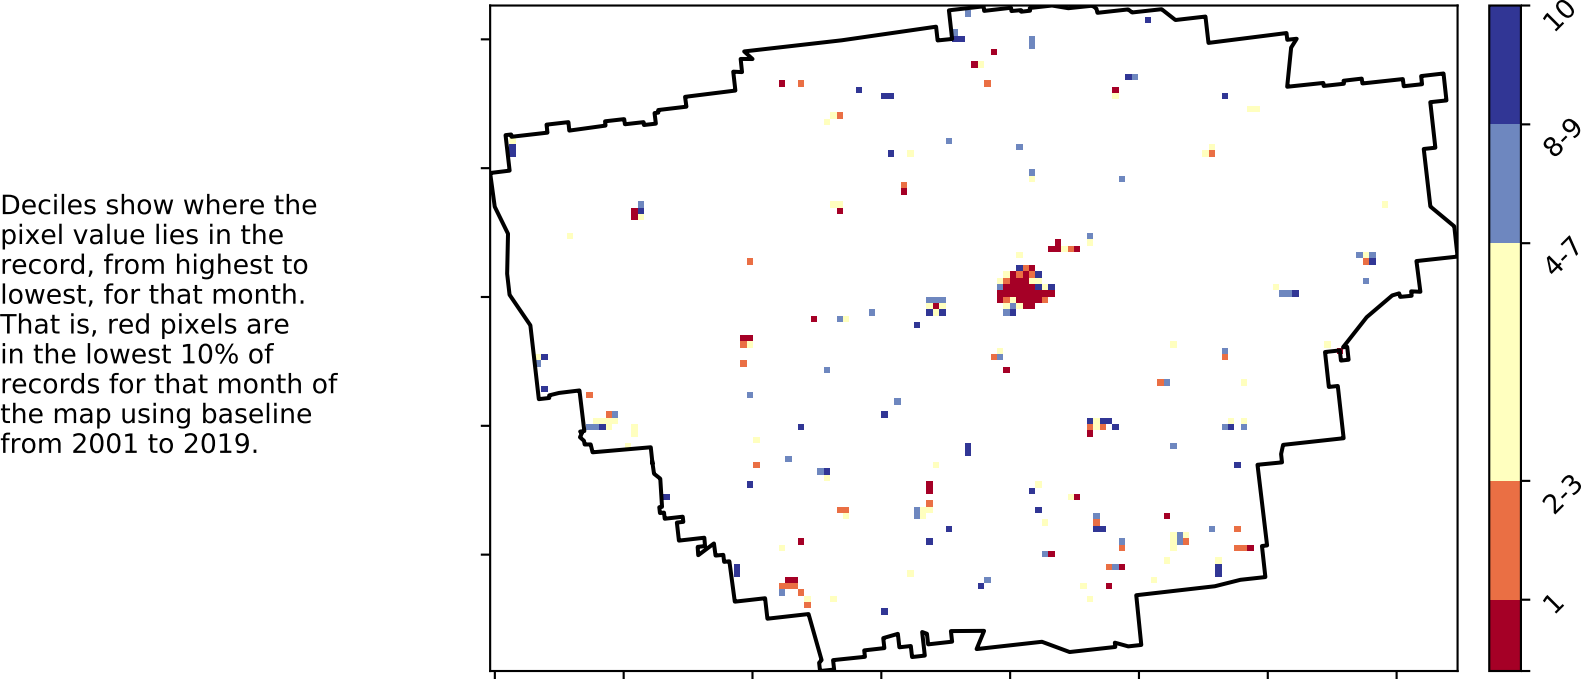 Deciles show where the
pixel value lies in the
record, from highest to
lowest, for that month.
That is, red pixels are
in the lowest 10% of
records for that month of
the map using baseline
from 2001 to 2019.
10
8-9
4-7
2-3
1